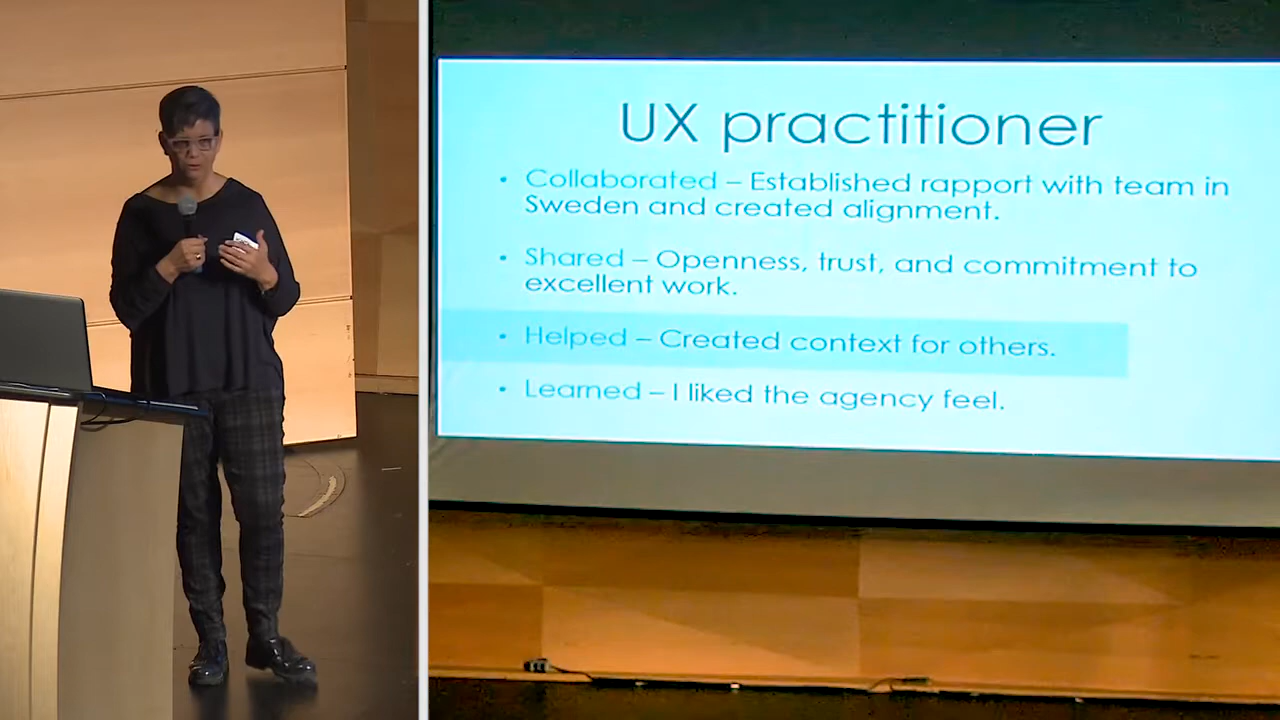 UX practitioner
• Collaborated – Established rapport with team in
Sweden and created alignment.
• Shared – Openness, trust, and commitment to
excellent work.
• Helped – Created context for others.
• Learned – I liked the agency feel.